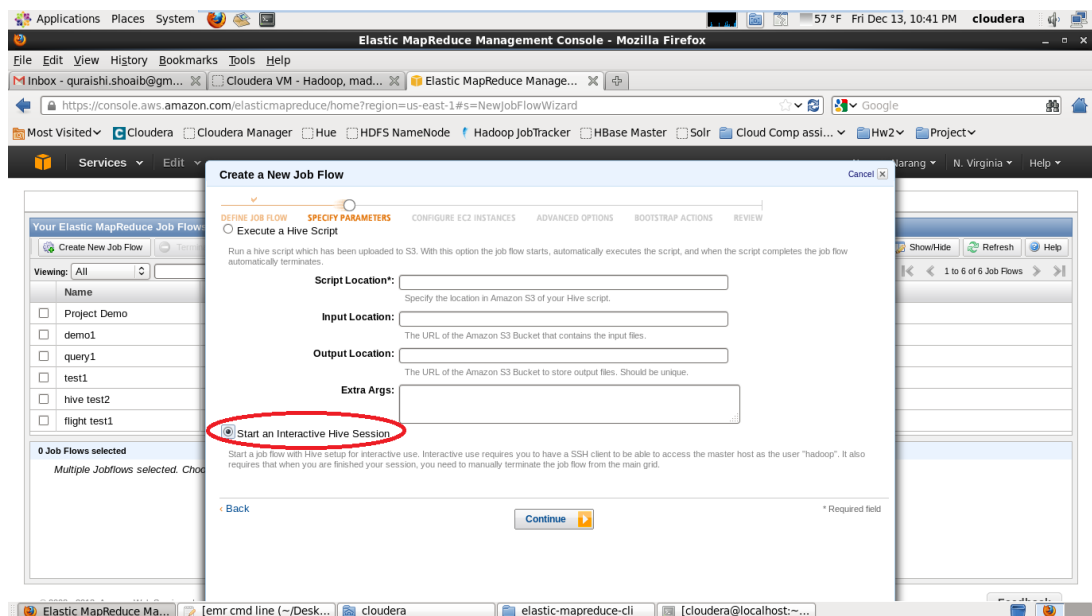 Applications Places System 57 °F Fri Dec 13, 10:41 PM cloudera
Elastic MapReduce Management Console - Mozilla Firefox
File Edit View History Bookmarks Tools Help
Inbox - quraishi.shoaib@gm... Cloudera VM - Hadoop, mad... Elastic MapReduce Manage...
https://console.aws.amazon.com/elasticmapreduce/home?region=us-east-1#s=NewJobFlowWizard Google
Most Visited Cloudera Cloudera Manager Hue HDFS NameNode Hadoop JobTracker HBase Master Solr Cloud Comp assi... Hw2 Project
Services Edit Narang N. Virginia Help
Create a New Job Flow Cancel
DEFINE JOB FLOW SPECIFY PARAMETERS CONFIGURE EC2 INSTANCES ADVANCED OPTIONS BOOTSTRAP ACTIONS REVIEW
Your Elastic MapReduce Job Flows
Create New Job Flow Show/Hide Refresh Help
Viewing: All 1 to 6 of 6 Job Flows
Name
Project Demo
demo1
query1
test1
hive test2
flight test1
0 Job Flows selected
Multiple Jobflows selected. Choo
Execute a Hive Script
Run a hive script which has been uploaded to S3. With this option the job flow starts, automatically executes the script, and when the script completes the job flow
automatically terminates.
Script Location*:
Specify the location in Amazon S3 of your Hive script.
Input Location:
The URL of the Amazon S3 Bucket that contains the input files.
Output Location:
The URL of the Amazon S3 Bucket to store output files. Should be unique.
Extra Args:
Start an Interactive Hive Session
Start a job flow with Hive setup for interactive use. Interactive use requires you to have a SSH client to be able to access the master host as the user "hadoop". It also
requires that when you are finished your session, you need to manually terminate the job flow from the main grid.
Back Continue * Required field
Feedback
Elastic MapReduce Ma... [emr cmd line (~/Desk... cloudera elastic-mapreduce-cli [cloudera@localhost:~...